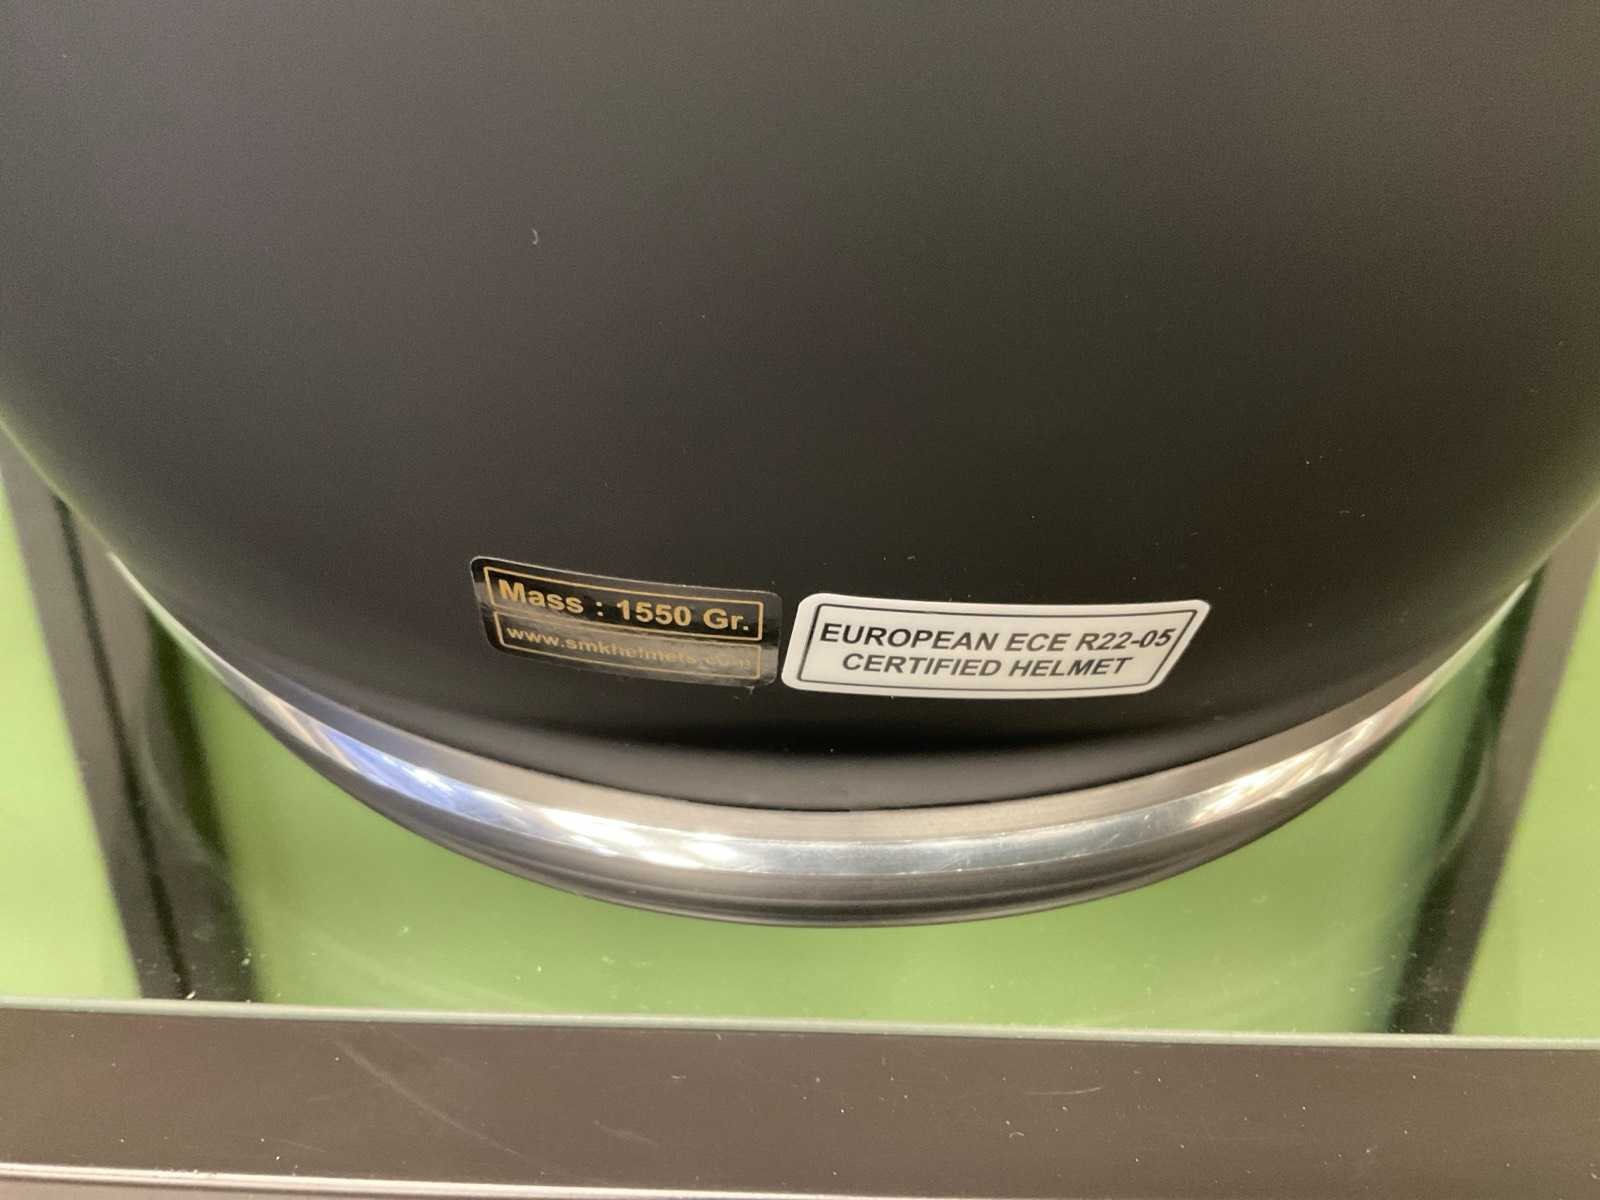 Mass : 1550 Gr.
www.smkhelmets.com
EUROPEAN ECE R22-05
CERTIFIED HELMET